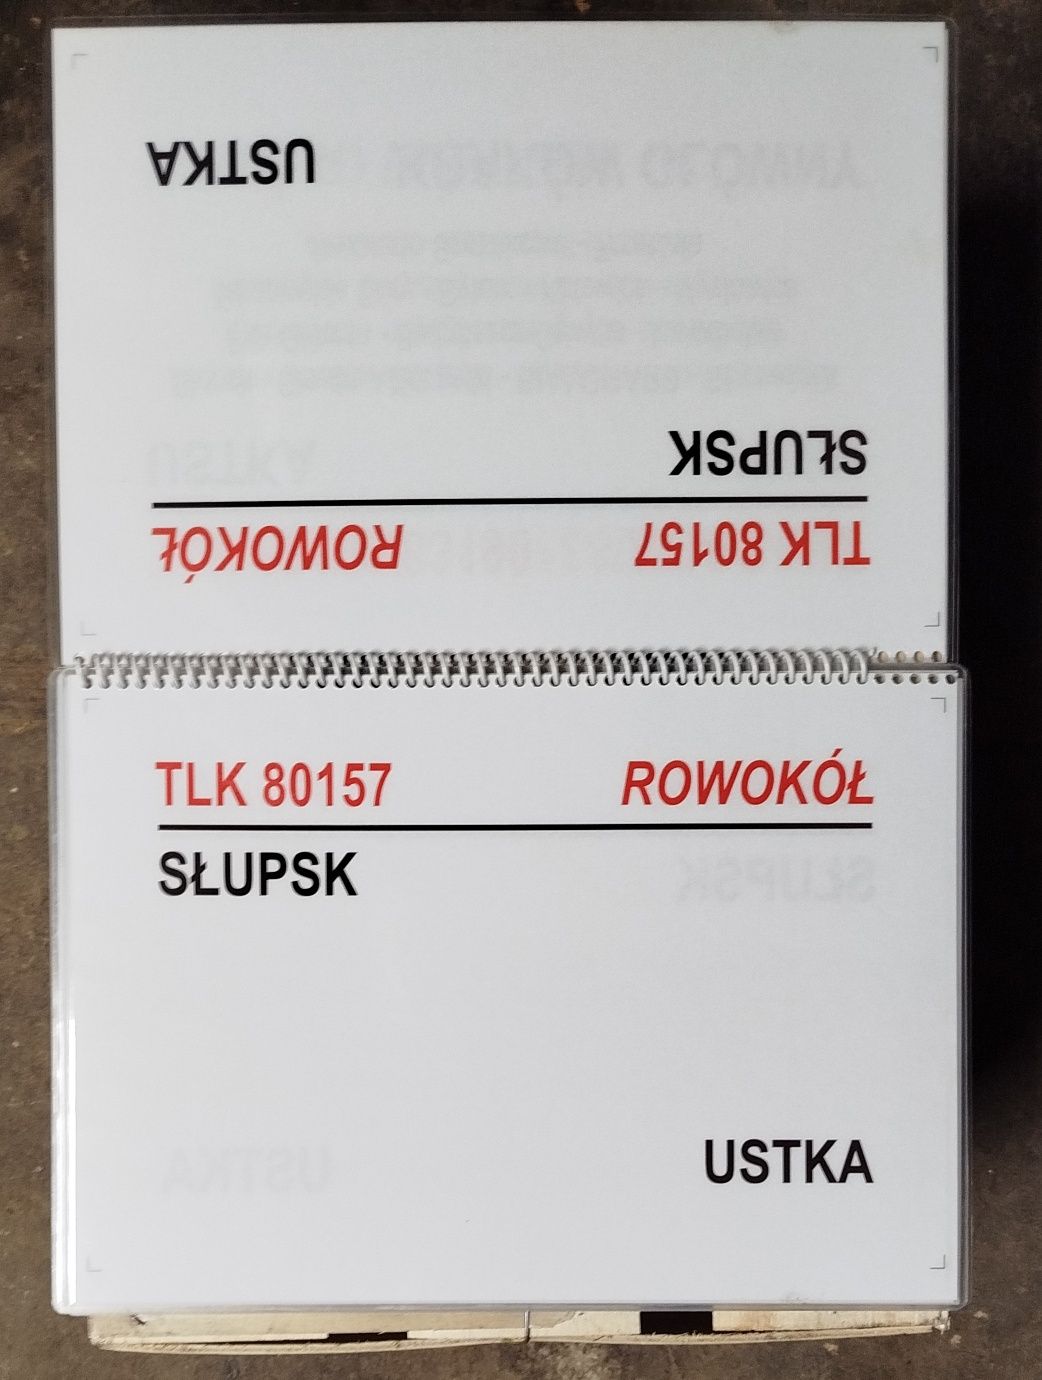 USTKA
SŁUPSK
TLK 80157 ROWOKÓŁ
TLK 80157 ROWOKÓŁ
SŁUPSK
USTKA